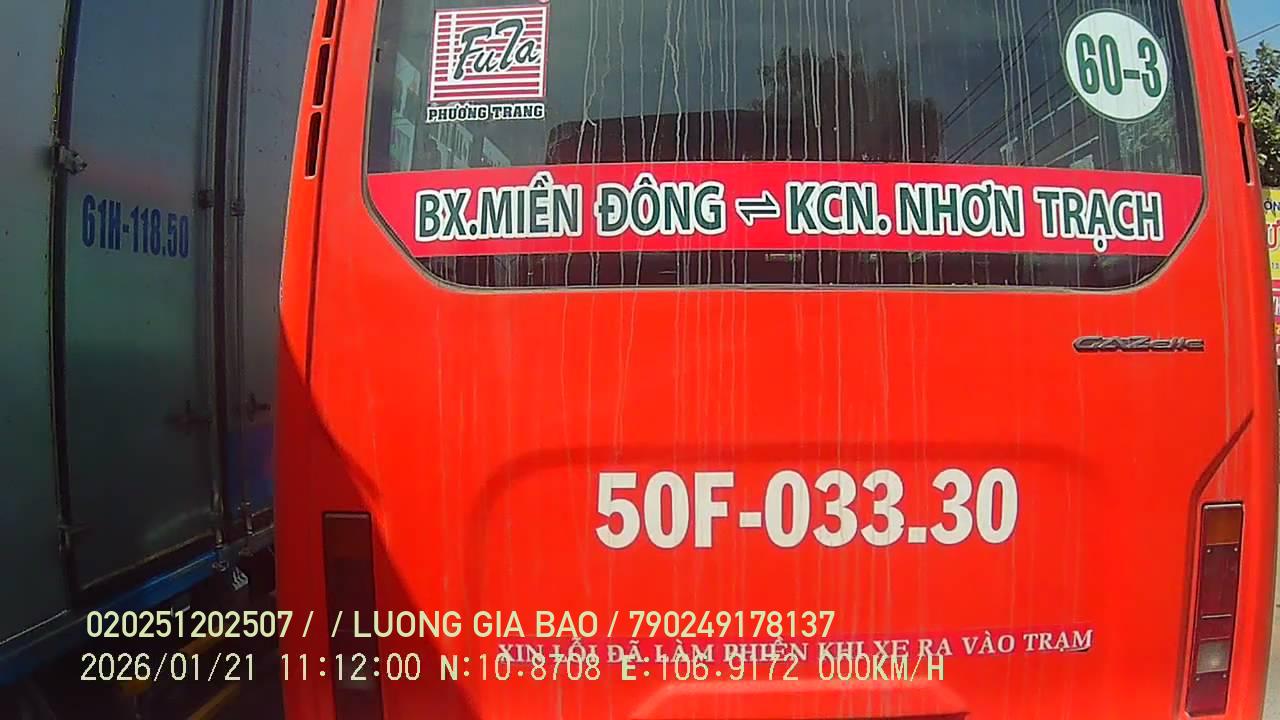 FuTa
PHƯƠNG TRANG
60-3
BX.MIỀN ĐÔNG ⇌ KCN. NHƠN TRẠCH
61H-118.50
GAZelle
50F-033.30
020251202507 / / LUONG GIA BAO / 790249178137
XIN LỖI ĐÃ LÀM PHIỀN KHI XE RA VÀO TRẠM
2026/01/21 11:12:00 N:10.8708 E:106.9172 000KM/H